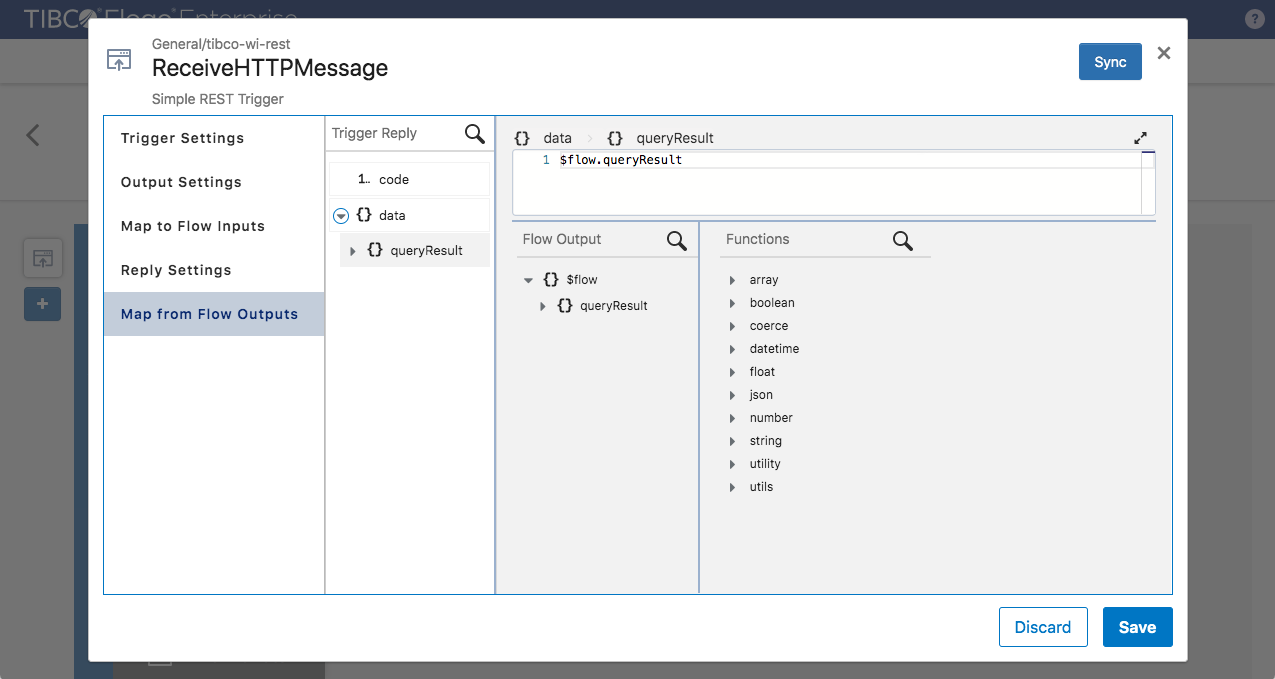 TIBCO Flogo Enterprise
?
General/tibco-wi-rest
ReceiveHTTPMessage
Simple REST Trigger
Sync
Trigger Settings
Output Settings
Map to Flow Inputs
Reply Settings
Map from Flow Outputs
Trigger Reply
1.. code
{} data
{} queryResult
{} data {} queryResult
1 $flow.queryResult
Flow Output
{} $flow
{} queryResult
Functions
array
boolean
coerce
datetime
float
json
number
string
utility
utils
Discard
Save